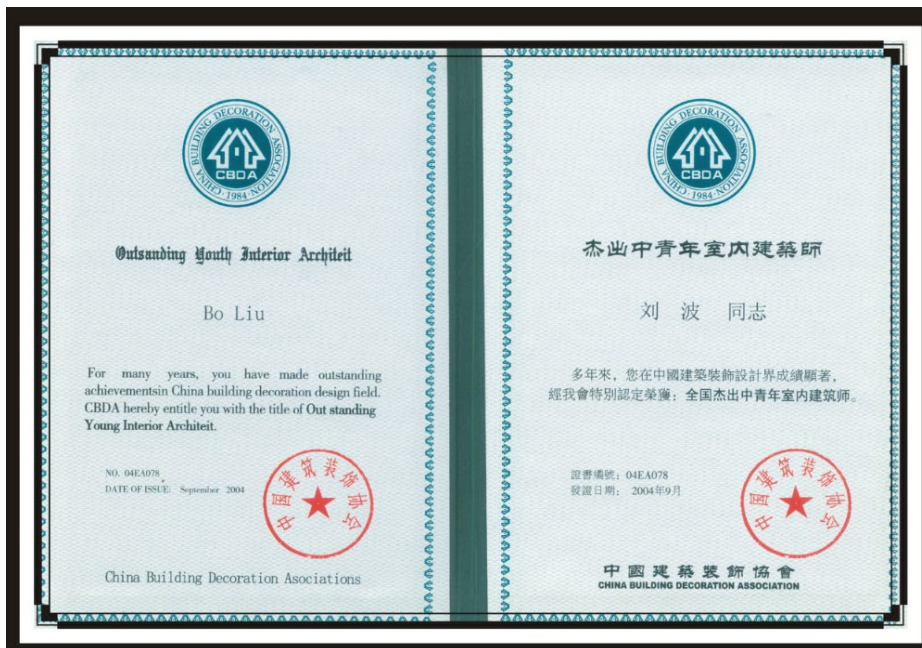 CHINA BUILDING DECORATION ASSOCIATION
CBDA
·1984·
Outsanding Youth Interior Architeit
Bo Liu
For many years, you have made outstanding
achievementsin China building decoration design field.
CBDA hereby entitle you with the title of Out standing
Young Interior Architeit.
NO. 04EA078
DATE OF ISSUE: September 2004
中国建筑装饰协会
China Building Decoration Asociations
CHINA BUILDING DECORATION ASSOCIATION
CBDA
·1984·
杰出中青年室内建築師
刘 波 同志
多年來，您在中國建築裝飾設計界成績顯著，
經我會特別認定榮獲：全国杰出中青年室内建筑师。
證書編號：04EA078
發證日期： 2004年9月
中国建筑装饰协会
中國建築裝飾協會
CHINA BUILDING DECORATION ASSOCIATION